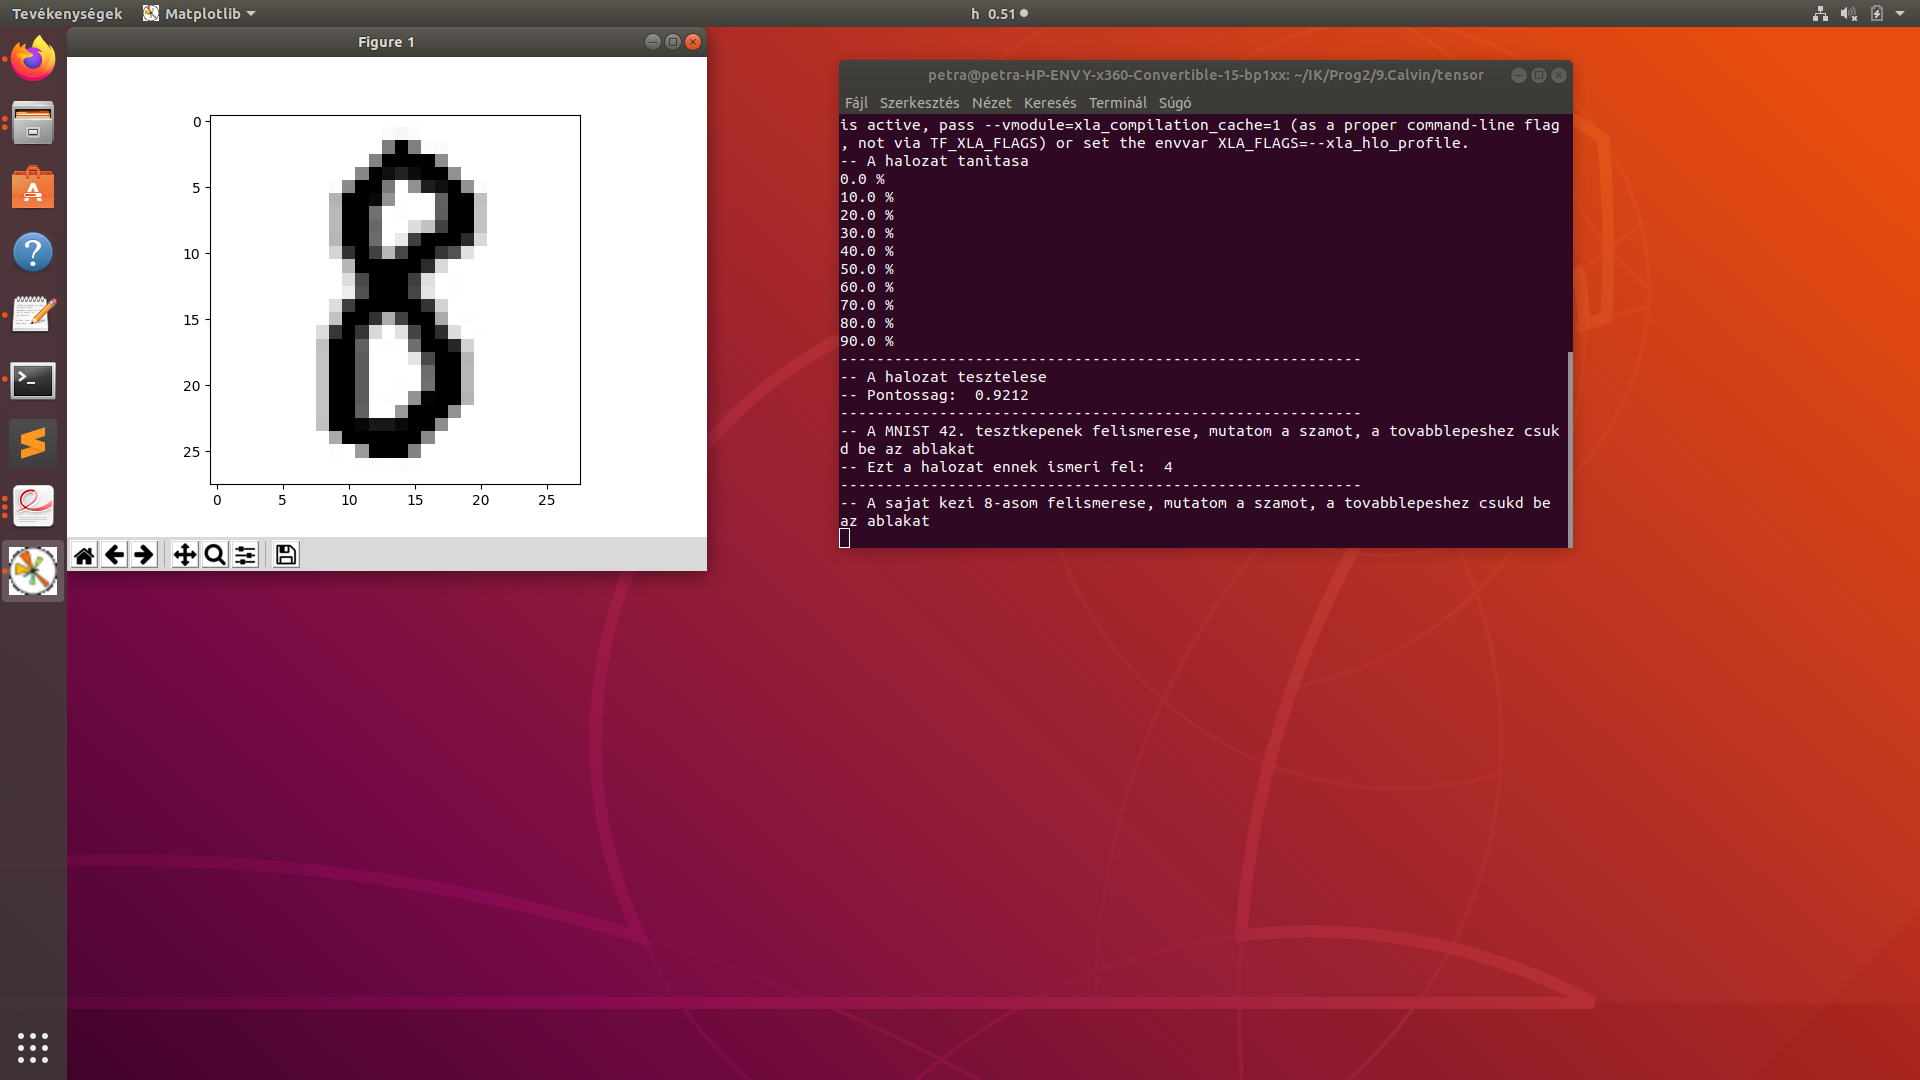 Tevékenységek
Matplotlib
h 0.51
Figure 1
0
5
10
15
20
25
0 5 10 15 20 25
petra@petra-HP-ENVY-x360-Convertible-15-bp1xx: ~/IK/Prog2/9.Calvin/tensor
Fájl Szerkesztés Nézet Keresés Terminál Súgó
is active, pass --vmodule=xla_compilation_cache=1 (as a proper command-line flag
, not via TF_XLA_FLAGS) or set the envvar XLA_FLAGS=--xla_hlo_profile.
-- A halozat tanitasa
0.0 %
10.0 %
20.0 %
30.0 %
40.0 %
50.0 %
60.0 %
70.0 %
80.0 %
90.0 %
----------------------------------------------------------
-- A halozat tesztelese
-- Pontossag:  0.9212
----------------------------------------------------------
-- A MNIST 42. tesztkepenek felismerese, mutatom a szamot, a tovabblepeshez csuk
d be az ablakat
-- Ezt a halozat ennek ismeri fel:  4
----------------------------------------------------------
-- A sajat kezi 8-asom felismerese, mutatom a szamot, a tovabblepeshez csukd be
az ablakat